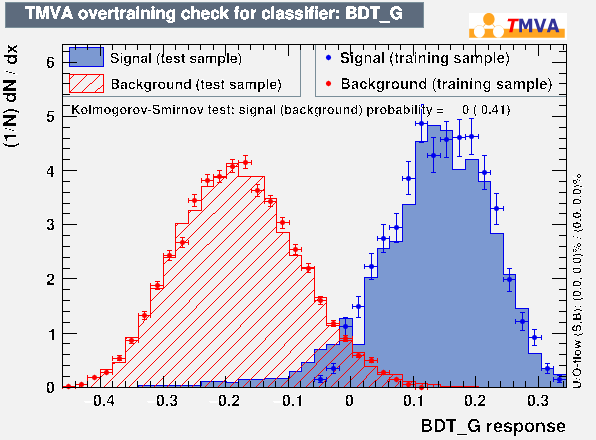 TMVA overtraining check for classifier: BDT_G
TMVA
Signal (test sample)
Signal (training sample)
Background (test sample)
Background (training sample)
Kolmogorov-Smirnov test: signal (background) probability = 0 ( 0.41)
(1/N) dN / dx
6
5
4
3
2
1
0
0.4 0.3 0.2 0.1 0 0.1 0.2 0.3
BDT_G response
U/O-flow (S,B): (0.0, 0.0)% / (0.0, 0.0)%